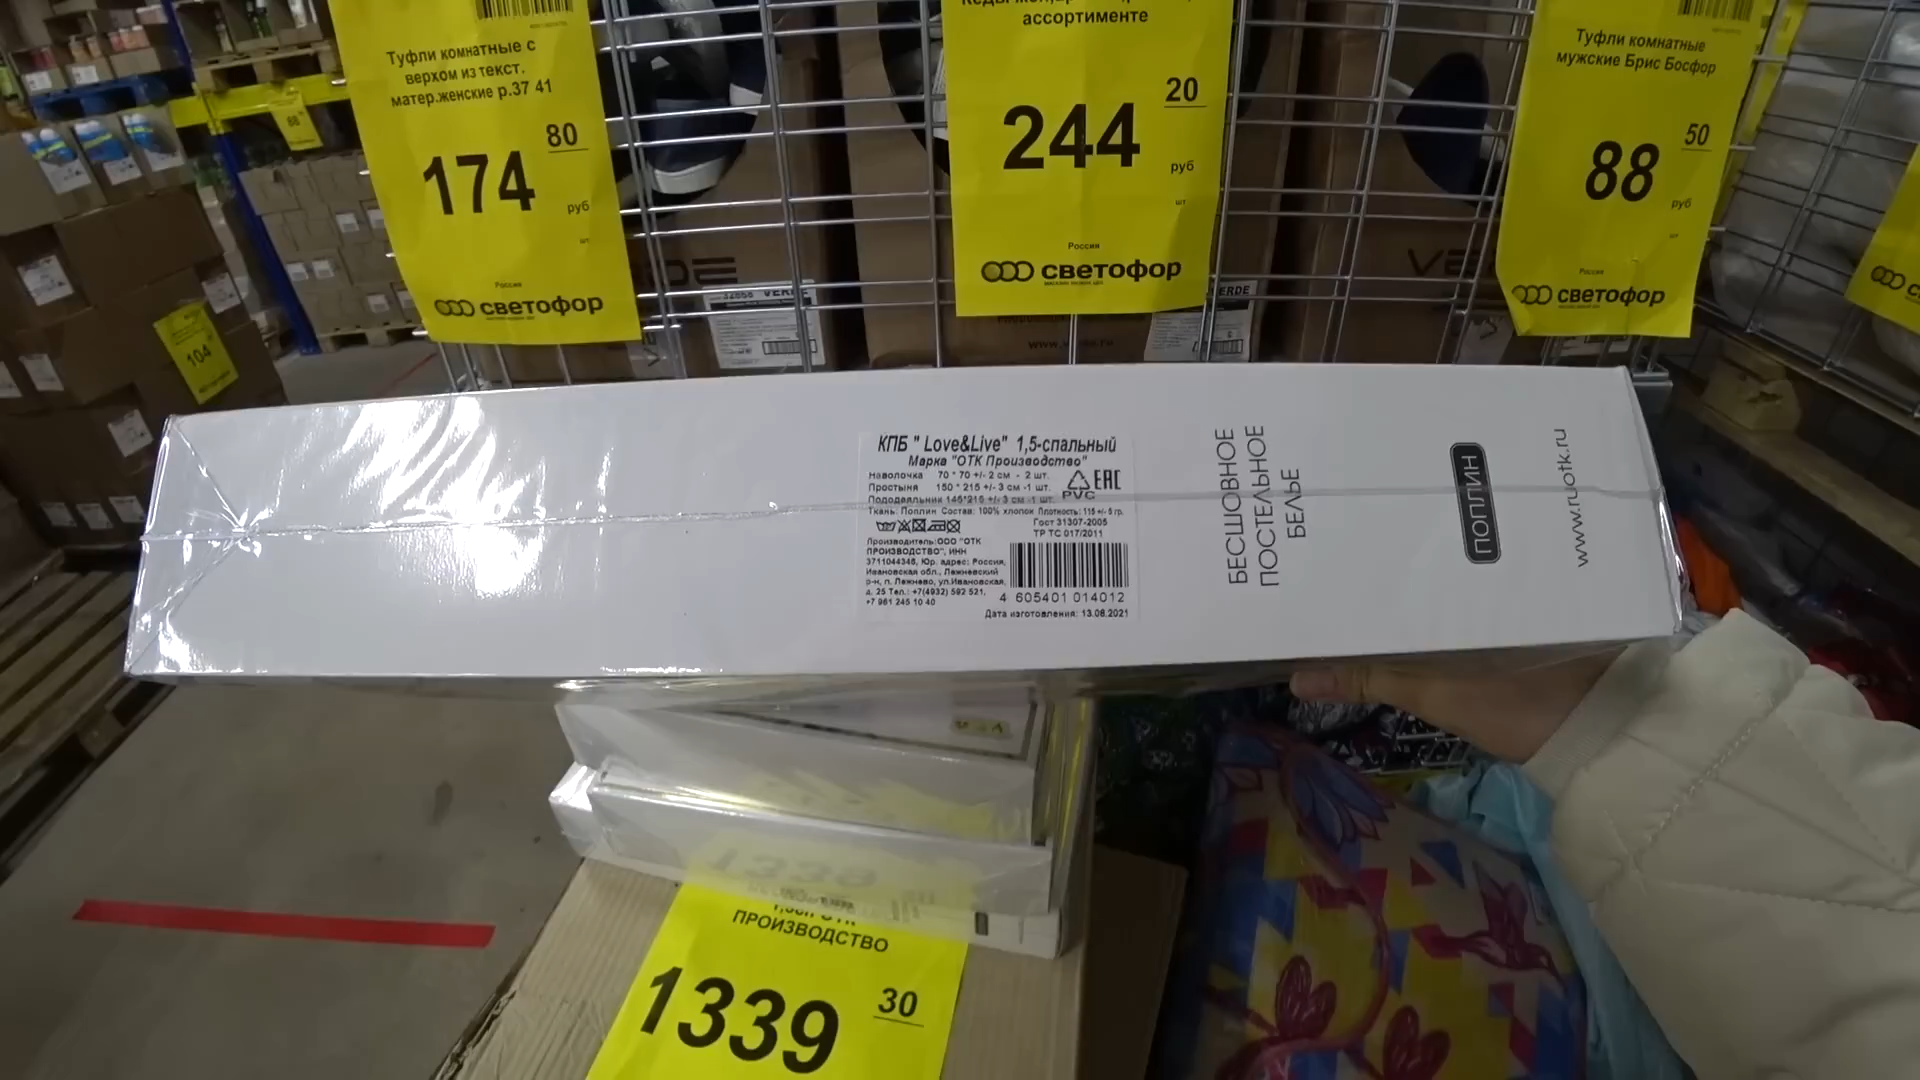 Туфли комнатные с
верхом из текст.
матер.женские р.37 41
174 80
руб
шт
Россия
светофор
ассортименте
244 20
руб
шт
Россия
светофор
Туфли комнатные
мужские Брис Босфор
88 50
руб
шт
Россия
светофор
88
104
VERDE
КПБ " Love&Live" 1,5-спальный
Марка "ОТК Производство"
Наволочка 70 * 70 +/- 2 см - 2 шт.
Простыня 150 * 215 +/- 3 см -1 шт.
Пододеяльник 145*215 +/- 3 см -1 шт.
PVC
EAC
Ткань: Поплин Состав: 100% хлопок Плотность: 115 +/- 5 гр.
Гост 31307-2005
ТР ТС 017/2011
Производитель:ООО "ОТК
ПРОИЗВОДСТВО", ИНН
3711044346, Юр. адрес: Россия,
Ивановская обл., Лежневский
р-н, п. Лежнево, ул.Ивановская,
д. 25 Тел.: +7(4932) 592 521,
+7 961 245 10 40
4 605401 014012
Дата изготовления: 13.08.2021
БЕСШОВНОЕ
ПОСТЕЛЬНОЕ
БЕЛЬЕ
ПОПЛИН
www.ruotk.ru
ПРОИЗВОДСТВО
1339 30